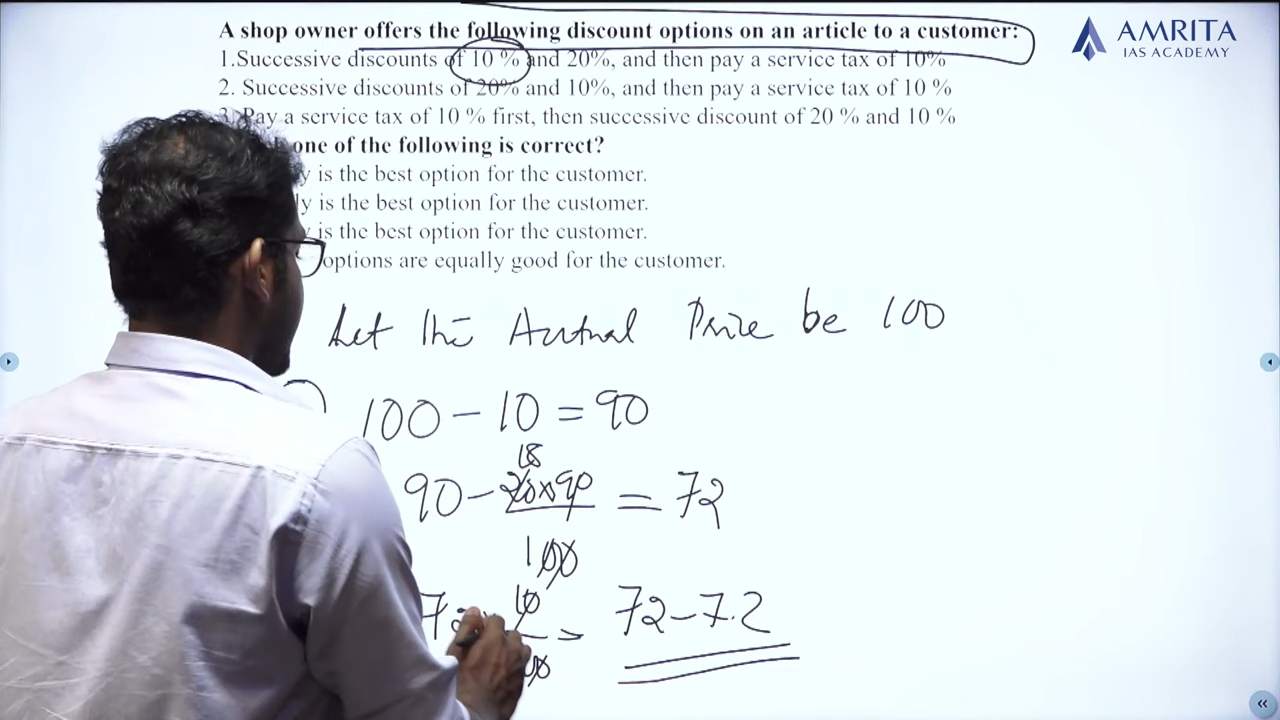 A shop owner offers the following discount options on an article to a customer:
1.Successive discounts of 10 % and 20%, and then pay a service tax of 10%
2. Successive discounts of 20% and 10%, and then pay a service tax of 10 %
Pay a service tax of 10 % first, then successive discount of 20 % and 10 %
one of the following is correct?
is the best option for the customer.
is the best option for the customer.
is the best option for the customer.
options are equally good for the customer.
AMRITA
IAS ACADEMY
Let the Actual Price be 100
100 - 10 = 90
18
90 - 20x90 = 72
100
10
= 72 - 7.2